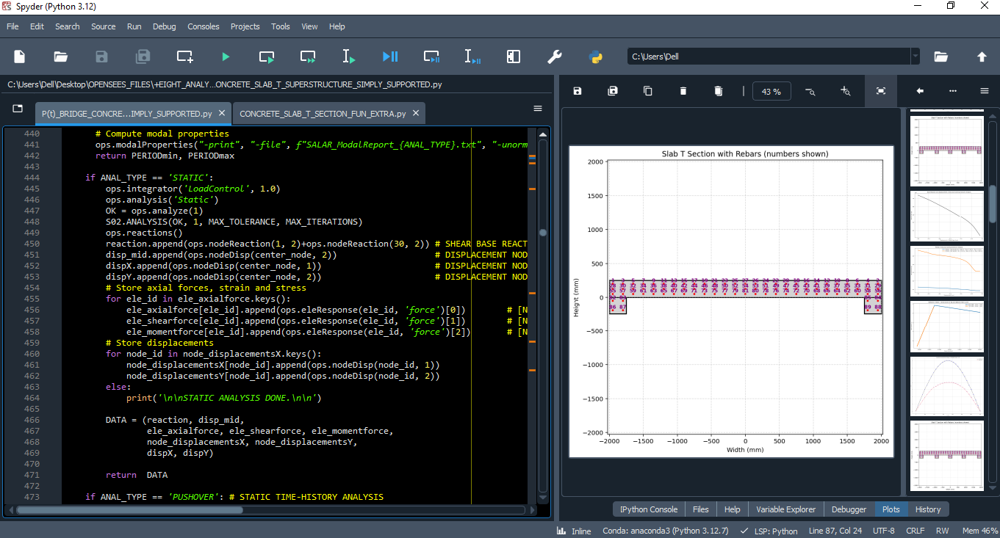 Spyder (Python 3.12)
File Edit Search Source Run Debug Consoles Projects Tools View Help
C:\Users\Dell
C:\Users\Dell\Desktop\OPENSEES_FILES\+EIGHT_ANALY...ONCRETE_SLAB_T_SUPERSTRUCTURE_SIMPLY_SUPPORTED.py
43 %
P(t)_BRIDGE_CONCRE...IMPLY_SUPPORTED.py
CONCRETE_SLAB_T_SECTION_FUN_EXTRA.py
440 # Compute modal properties
441 ops.modalProperties("-print", "-file", f"SALAR_ModalReport_{ANAL_TYPE}.txt", "-unorm
442 return PERIODmin, PERIODmax
443
444 if ANAL_TYPE == 'STATIC':
445 ops.integrator('LoadControl', 1.0)
446 ops.analysis('Static')
447 OK = ops.analyze(1)
448 S02.ANALYSIS(OK, 1, MAX_TOLERANCE, MAX_ITERATIONS)
449 ops.reactions()
450 reaction.append(ops.nodeReaction(1, 2)+ops.nodeReaction(30, 2)) # SHEAR BASE REACT
451 disp_mid.append(ops.nodeDisp(center_node, 2)) # DISPLACEMENT NOD
452 dispX.append(ops.nodeDisp(center_node, 1)) # DISPLACEMENT NOD
453 dispY.append(ops.nodeDisp(center_node, 2)) # DISPLACEMENT NOD
454 # Store axial forces, strain and stress
455 for ele_id in ele_axialforce.keys():
456 ele_axialforce[ele_id].append(ops.eleResponse(ele_id, 'force')[0]) # [N
457 ele_shearforce[ele_id].append(ops.eleResponse(ele_id, 'force')[1]) # [N
458 ele_momentforce[ele_id].append(ops.eleResponse(ele_id, 'force')[2]) # [N
459 # Store displacements
460 for node_id in node_displacementsX.keys():
461 node_displacementsX[node_id].append(ops.nodeDisp(node_id, 1))
462 node_displacementsY[node_id].append(ops.nodeDisp(node_id, 2))
463 else:
464 print('\n\nSTATIC ANALYSIS DONE.\n\n')
465
466 DATA = (reaction, disp_mid,
467 ele_axialforce, ele_shearforce, ele_momentforce,
468 node_displacementsX, node_displacementsY,
469 dispX, dispY)
470
471 return DATA
472
473 if ANAL_TYPE == 'PUSHOVER': # STATIC TIME-HISTORY ANALYSIS
Slab T Section with Rebars (numbers shown)
Height (mm)
2000
1500
1000
500
0
−500
−1000
−1500
−2000
−2000 −1500 −1000 −500 0 500 1000 1500 2000
Width (mm)
IPython Console Files Help Variable Explorer Debugger Plots History
Inline Conda: anaconda3 (Python 3.12.7) LSP: Python Line 87, Col 24 UTF-8 CRLF RW Mem 46%